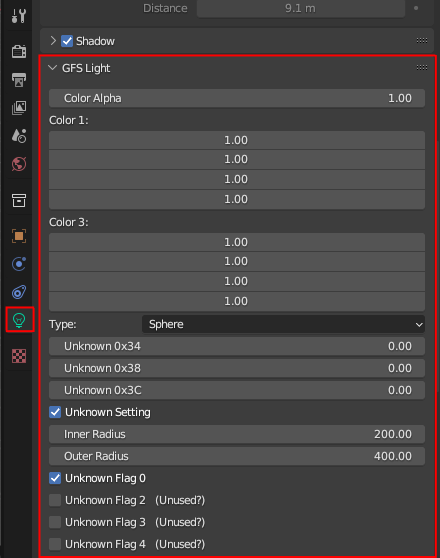 Distance 9.1 m
Shadow
GFS Light
Color Alpha 1.00
Color 1:
1.00
1.00
1.00
1.00
Color 3:
1.00
1.00
1.00
1.00
Type: Sphere
Unknown 0x34 0.00
Unknown 0x38 0.00
Unknown 0x3C 0.00
Unknown Setting
Inner Radius 200.00
Outer Radius 400.00
Unknown Flag 0
Unknown Flag 2 (Unused?)
Unknown Flag 3 (Unused?)
Unknown Flag 4 (Unused?)